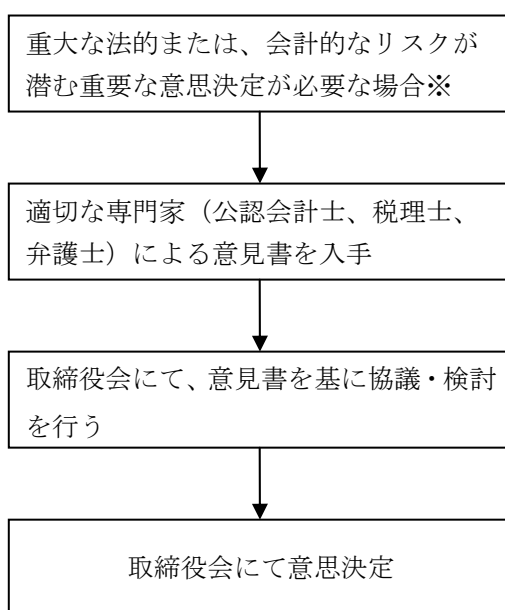 重大な法的または、会計的なリスクが
潜む重要な意思決定が必要な場合※
適切な専門家（公認会計士、税理士、
弁護士）による意見書を入手
取締役会にて、意見書を基に協議・検討
を行う
取締役会にて意思決定